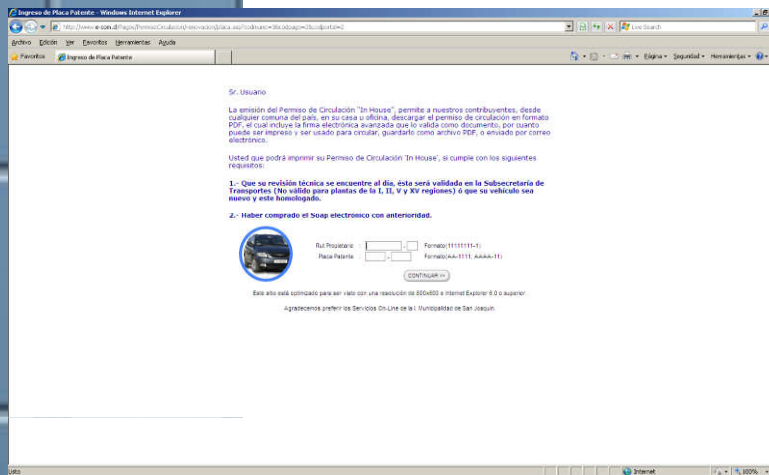 Ingreso de Placa Patente - Windows Internet Explorer
Live Search
Archivo Edición Ver Favoritos Herramientas Ayuda
Favoritos Ingreso de Placa Patente
Página Seguridad Herramientas
Sr. Usuario
La emisión del Permiso de Circulación "In House", permite a nuestros contribuyentes, desde
cualquier comuna del país, en su casa u oficina, descargar el permiso de circulación en formato
PDF, el cual incluye la firma electrónica avanzada que lo valida como documento, por cuanto
puede ser impreso y ser usado para circular, guardarlo como archivo PDF, o enviado por correo
electrónico.
Usted que podrá imprimir su Permiso de Circulación 'In House', si cumple con los siguientes
requisitos:
1.- Que su revisión técnica se encuentre al día, ésta será validada en la Subsecretaría de
Transportes (No válido para plantas de la I, II, V y XV regiones) ó que su vehículo sea
nuevo y este homologado.
2.- Haber comprado el Soap electrónico con anterioridad.
Rut Propietario : - Formato(11111111-1)
Placa Patente : - Formato(AA-1111, AAAA-11)
CONTINUAR >>
Este sitio está optimizado para ser visto con una resolución de 800x600 e Internet Explorer 6.0 o superior
Agradecemos preferir los Servicios On-Line de la I. Municipalidad de San Joaquin
Listo Internet 100%